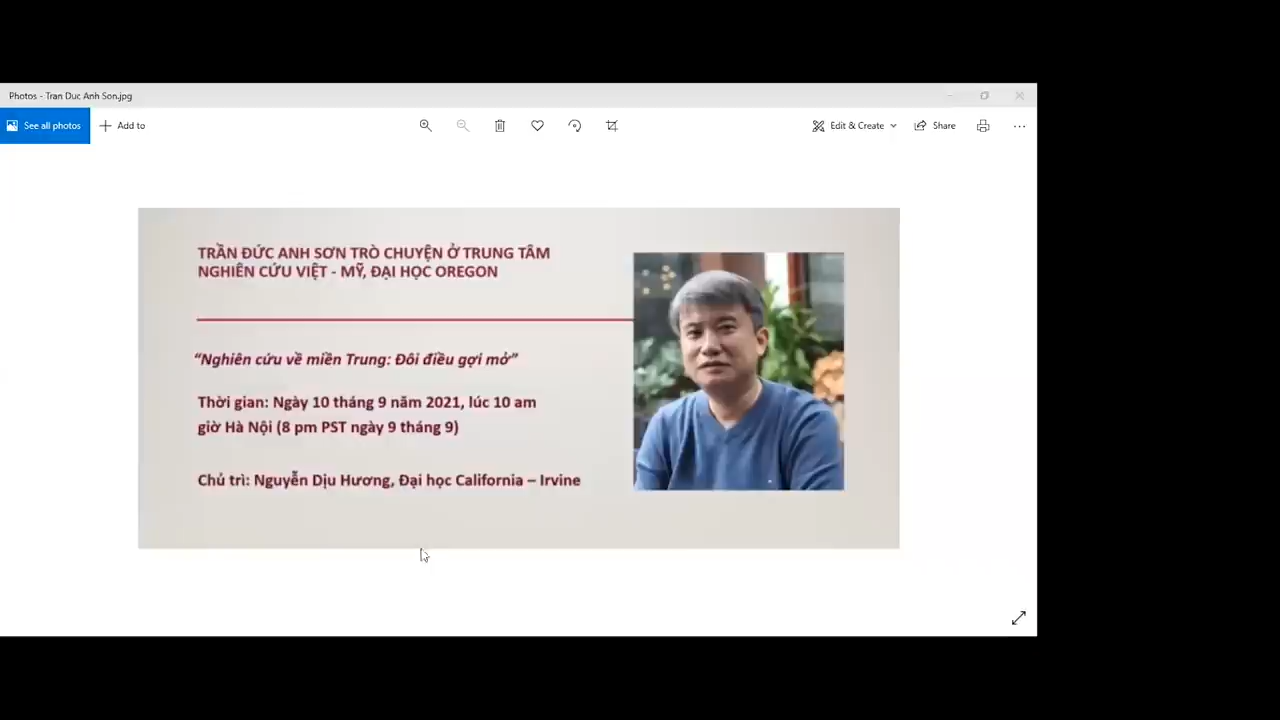 Photos - Tran Duc Anh Son.jpg
See all photos
Add to
Edit & Create
Share
TRẦN ĐỨC ANH SƠN TRÒ CHUYỆN Ở TRUNG TÂM
NGHIÊN CỨU VIỆT - MỸ, ĐẠI HỌC OREGON
“Nghiên cứu về miền Trung: Đôi điều gợi mở”
Thời gian: Ngày 10 tháng 9 năm 2021, lúc 10 am
giờ Hà Nội (8 pm PST ngày 9 tháng 9)
Chủ trì: Nguyễn Dịu Hương, Đại học California – Irvine